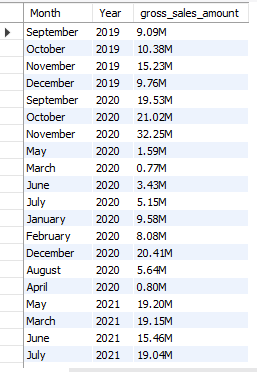 Month Year gross_sales_amount
September 2019 9.09M
October 2019 10.38M
November 2019 15.23M
December 2019 9.76M
September 2020 19.53M
October 2020 21.02M
November 2020 32.25M
May 2020 1.59M
March 2020 0.77M
June 2020 3.43M
July 2020 5.15M
January 2020 9.58M
February 2020 8.08M
December 2020 20.41M
August 2020 5.64M
April 2020 0.80M
May 2021 19.20M
March 2021 19.15M
June 2021 15.46M
July 2021 19.04M